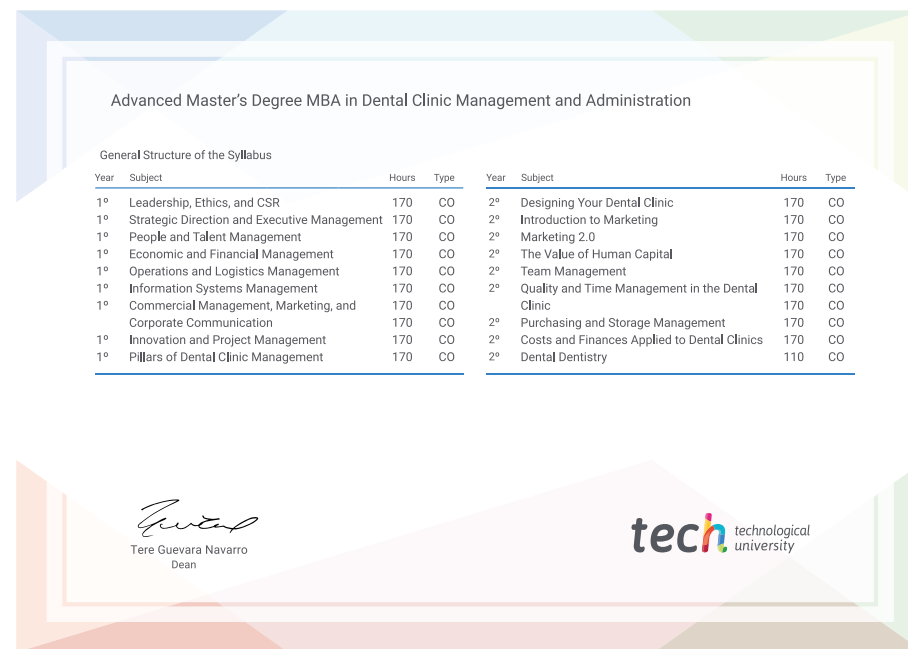 Advanced Master's Degree MBA in Dental Clinic Management and Administration
General Structure of the Syllabus
Year Subject Hours Type
1º Leadership, Ethics, and CSR 170 CO
1º Strategic Direction and Executive Management 170 CO
1º People and Talent Management 170 CO
1º Economic and Financial Management 170 CO
1º Operations and Logistics Management 170 CO
1º Information Systems Management 170 CO
1º Commercial Management, Marketing, and 170 CO
Corporate Communication 170 CO
1º Innovation and Project Management 170 CO
1º Pillars of Dental Clinic Management 170 CO
Year Subject Hours Type
2º Designing Your Dental Clinic 170 CO
2º Introduction to Marketing 170 CO
2º Marketing 2.0 170 CO
2º The Value of Human Capital 170 CO
2º Team Management 170 CO
2º Quality and Time Management in the Dental 170 CO
Clinic 170 CO
2º Purchasing and Storage Management 170 CO
2º Costs and Finances Applied to Dental Clinics 170 CO
2º Dental Dentistry 110 CO
Tere Guevara Navarro
Dean
tech technological
university